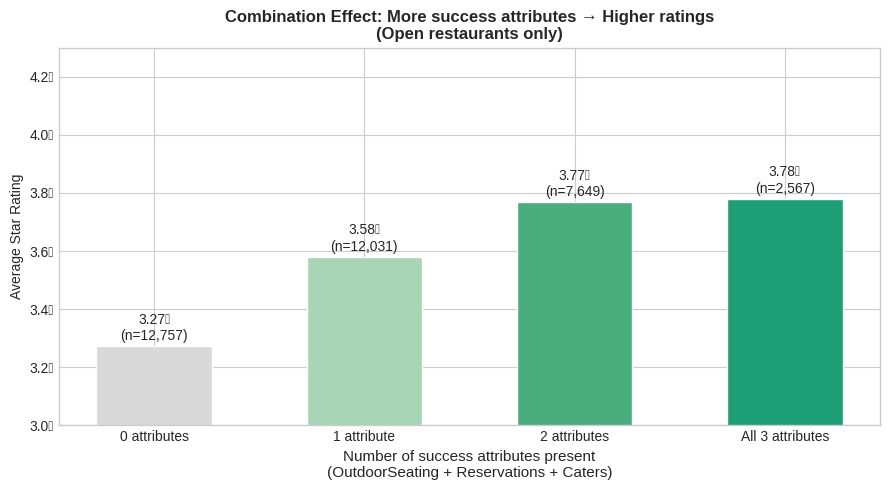 Combination Effect: More success attributes → Higher ratings
(Open restaurants only)
4.2▯
4.0▯
3.8▯
3.6▯
3.4▯
3.2▯
3.0▯
Average Star Rating
3.27▯
(n=12,757)
3.58▯
(n=12,031)
3.77▯
(n=7,649)
3.78▯
(n=2,567)
0 attributes
1 attribute
2 attributes
All 3 attributes
Number of success attributes present
(OutdoorSeating + Reservations + Caters)